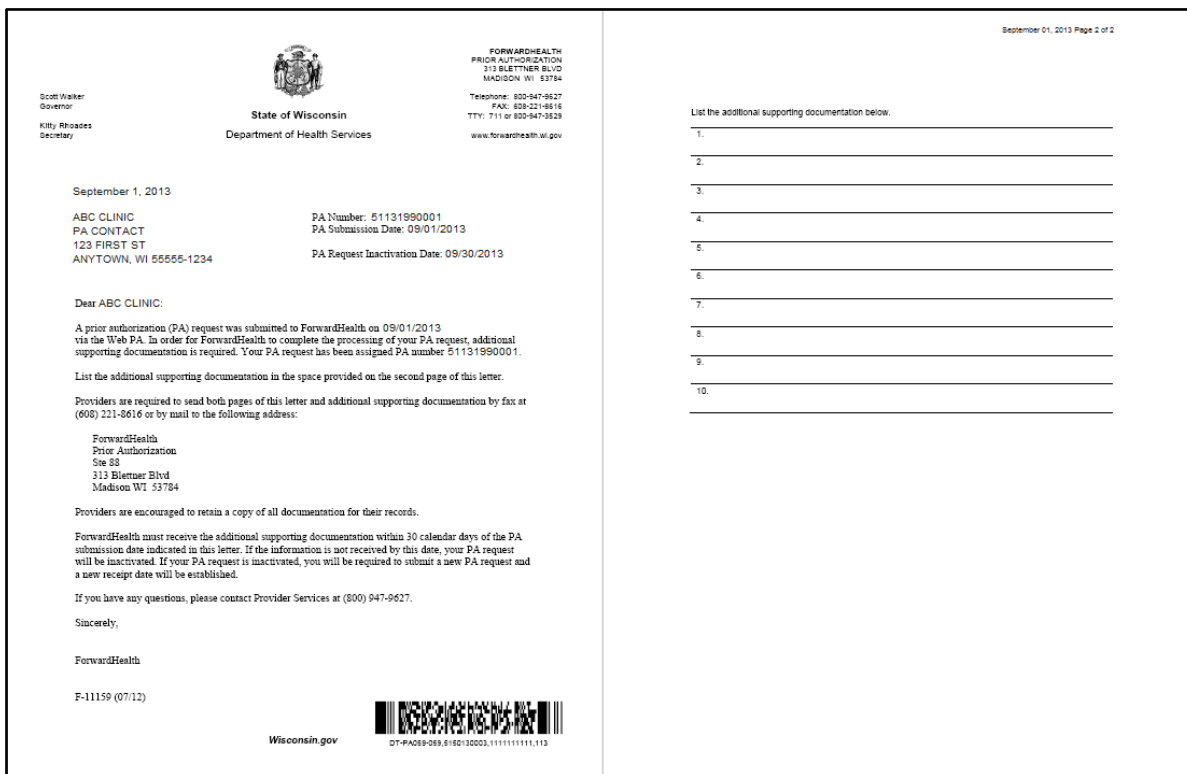 Scott Walker
Governor
Kitty Rhoades
Secretary
State of Wisconsin
Department of Health Services
FORWARDHEALTH
PRIOR AUTHORIZATION
313 BLETTNER BLVD
MADISON WI 53784
Telephone: 800-947-9627
FAX: 608-221-8616
TTY: 711 or 800-947-3529
www.forwardhealth.wi.gov
September 1, 2013
ABC CLINIC
PA CONTACT
123 FIRST ST
ANYTOWN, WI 55555-1234
PA Number: 51131990001
PA Submission Date: 09/01/2013
PA Request Inactivation Date: 09/30/2013
Dear ABC CLINIC:
A prior authorization (PA) request was submitted to ForwardHealth on 09/01/2013
via the Web PA. In order for ForwardHealth to complete the processing of your PA request, additional
supporting documentation is required. Your PA request has been assigned PA number 51131990001.
List the additional supporting documentation in the space provided on the second page of this letter.
Providers are required to send both pages of this letter and additional supporting documentation by fax at
(608) 221-8616 or by mail to the following address:
ForwardHealth
Prior Authorization
Ste 88
313 Blettner Blvd
Madison WI 53784
Providers are encouraged to retain a copy of all documentation for their records.
ForwardHealth must receive the additional supporting documentation within 30 calendar days of the PA
submission date indicated in this letter. If the information is not received by this date, your PA request
will be inactivated. If your PA request is inactivated, you will be required to submit a new PA request and
a new receipt date will be established.
If you have any questions, please contact Provider Services at (800) 947-9627.
Sincerely,
ForwardHealth
F-11159 (07/12)
Wisconsin.gov
DT-PA059-059,5150130003,1111111111,113
September 01, 2013 Page 2 of 2
List the additional supporting documentation below.
1.
2.
3.
4.
5.
6.
7.
8.
9.
10.